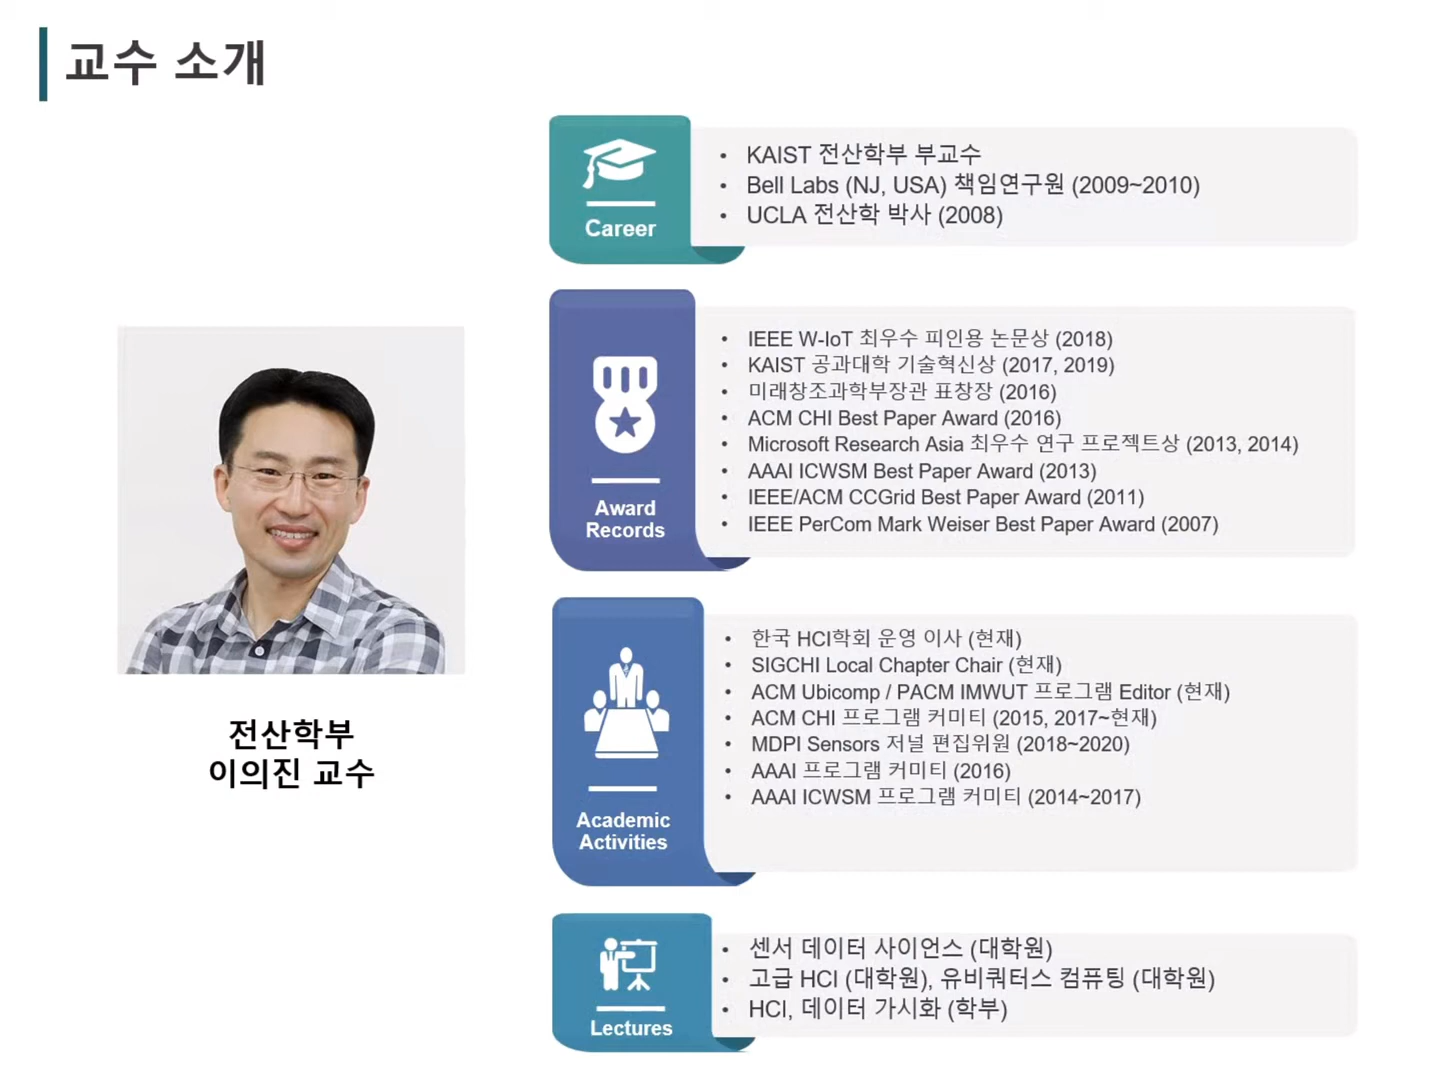 교수 소개
Career
• KAIST 전산학부 부교수
• Bell Labs (NJ, USA) 책임연구원 (2009~2010)
• UCLA 전산학 박사 (2008)
Award
Records
• IEEE W-IoT 최우수 피인용 논문상 (2018)
• KAIST 공과대학 기술혁신상 (2017, 2019)
• 미래창조과학부장관 표창장 (2016)
• ACM CHI Best Paper Award (2016)
• Microsoft Research Asia 최우수 연구 프로젝트상 (2013, 2014)
• AAAI ICWSM Best Paper Award (2013)
• IEEE/ACM CCGrid Best Paper Award (2011)
• IEEE PerCom Mark Weiser Best Paper Award (2007)
전산학부
이의진 교수
Academic
Activities
• 한국 HCI학회 운영 이사 (현재)
• SIGCHI Local Chapter Chair (현재)
• ACM Ubicomp / PACM IMWUT 프로그램 Editor (현재)
• ACM CHI 프로그램 커미티 (2015, 2017~현재)
• MDPI Sensors 저널 편집위원 (2018~2020)
• AAAI 프로그램 커미티 (2016)
• AAAI ICWSM 프로그램 커미티 (2014~2017)
Lectures
• 센서 데이터 사이언스 (대학원)
• 고급 HCI (대학원), 유비쿼터스 컴퓨팅 (대학원)
• HCI, 데이터 가시화 (학부)